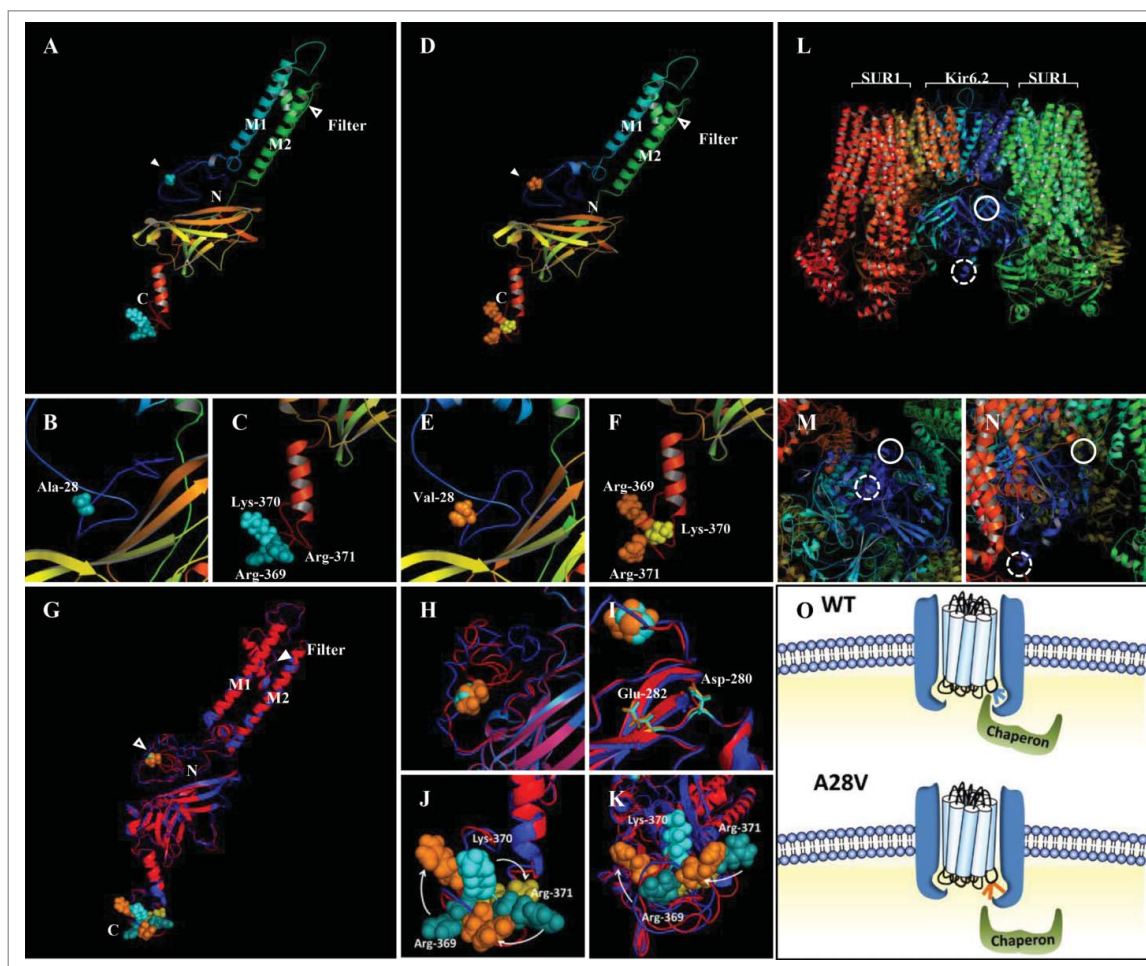 A
M1
M2
Filter
N
C
D
M1
M2
Filter
N
C
L
SUR1 Kir6.2 SUR1
B
Ala-28
C
Lys-370
Arg-371
Arg-369
E
Val-28
F
Arg-369
Lys-370
Arg-371
M
N
G
Filter
M1
M2
N
C
H
I
Asp-280
Glu-282
J
Lys-370
Arg-371
Arg-369
K
Lys-370
Arg-371
Arg-369
O
WT
Chaperon
A28V
Chaperon